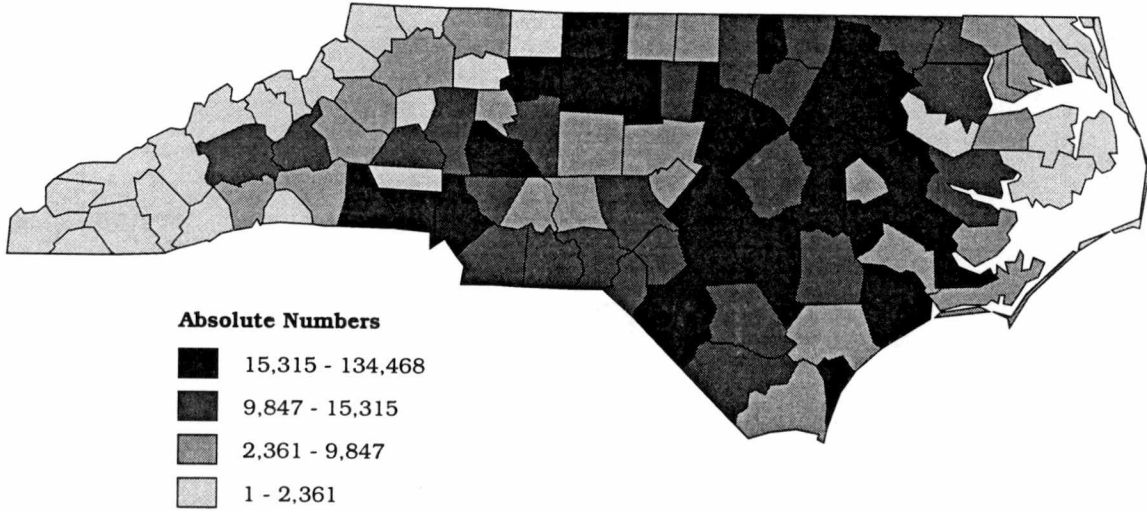 Absolute Numbers
15,315 - 134,468
9,847 - 15,315
2,361 - 9,847
1 - 2,361